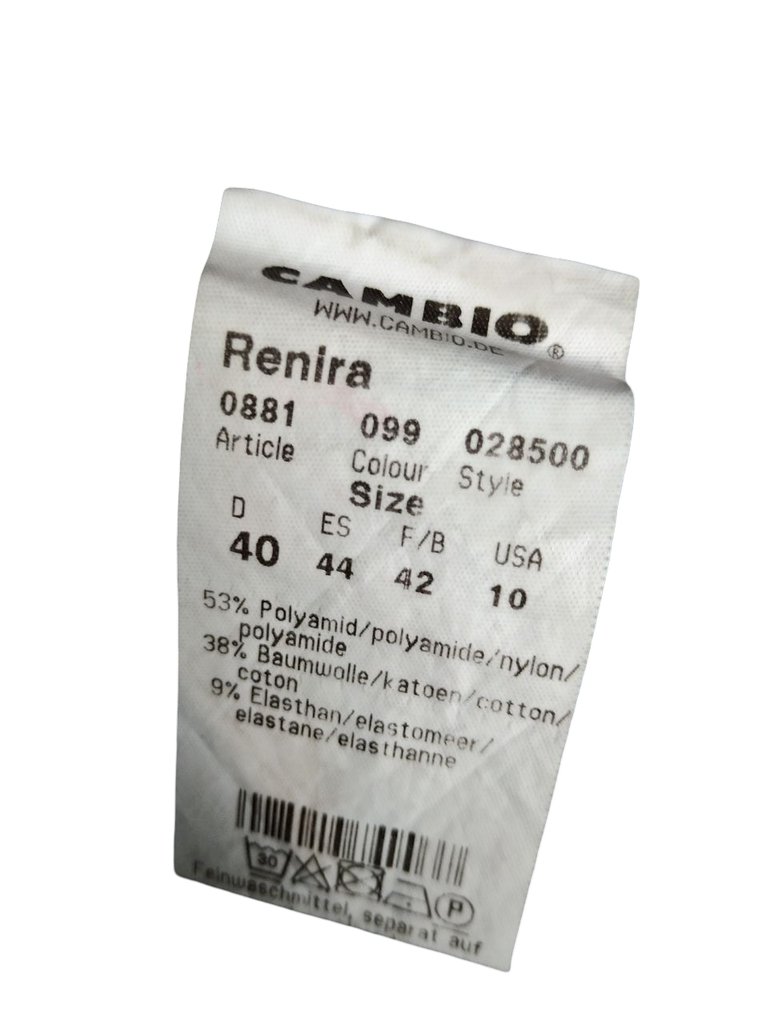 CAMBIO®
WWW.CAMBIO.DE
Renira
0881 099 028500
Article Colour Style
Size
D ES F/B USA
40 44 42 10
53% Polyamid/polyamide/nylon/
polyamide
38% Baumwolle/katoen/cotton/
coton
9% Elasthan/elastomeer/
elastane/elasthanne
30 P
Feinwaschmittel, separat auf